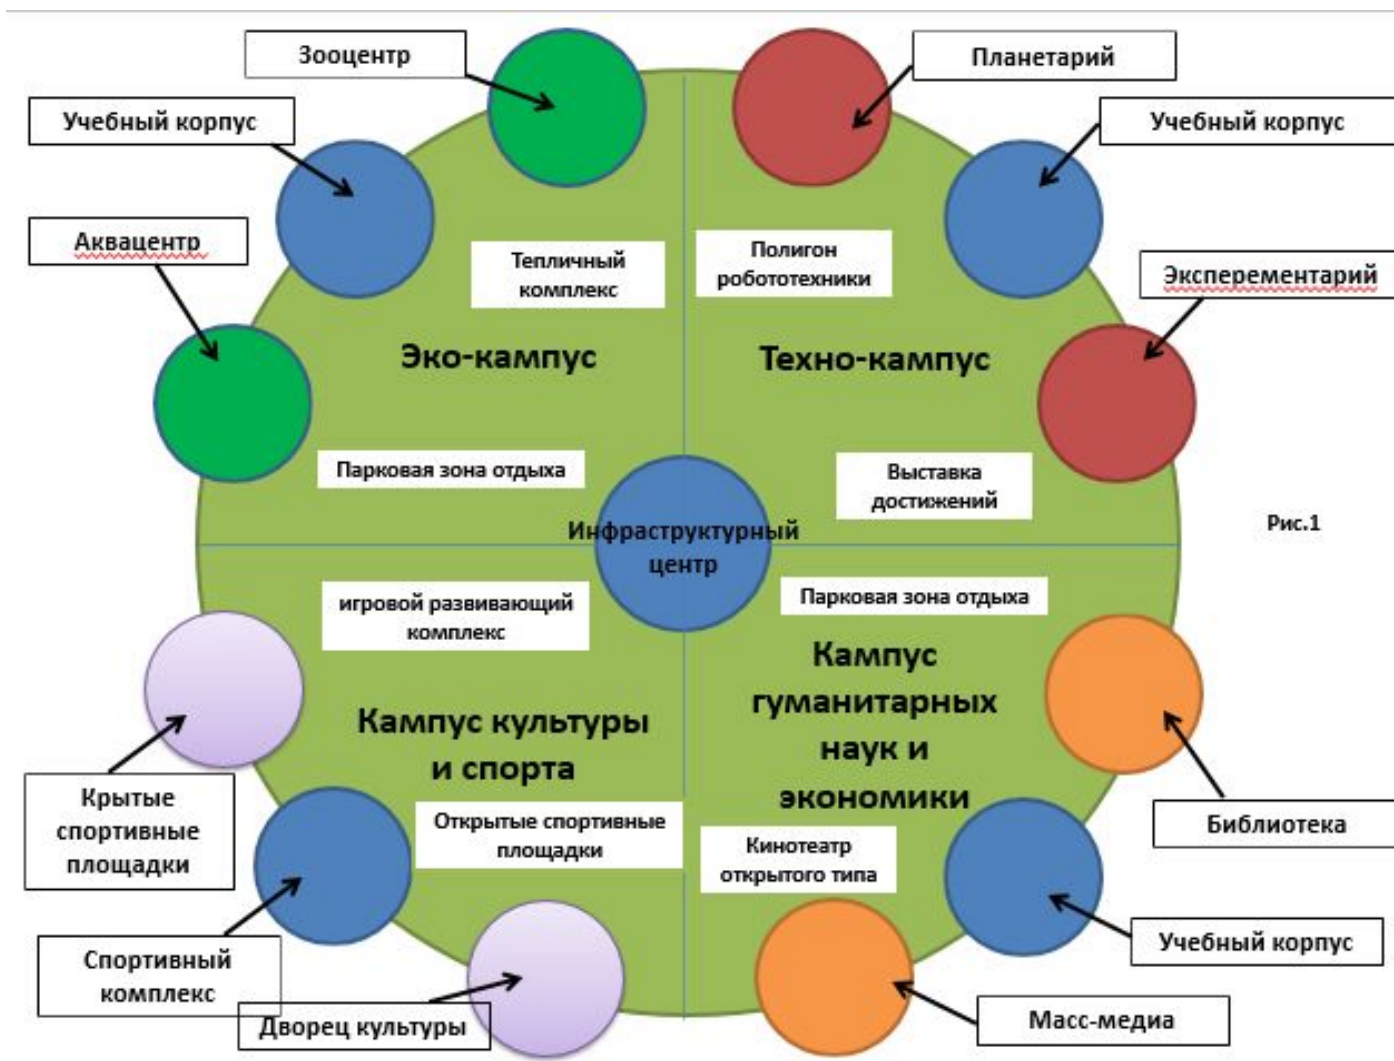 Зооцентр
Планетарий
Учебный корпус
Учебный корпус
Аквацентр
Тепличный
комплекс
Полигон
робототехники
Эксперементарий
Эко-кампус
Техно-кампус
Парковая зона отдыха
Выставка
достижений
Рис.1
Инфраструктурный
центр
игровой развивающий
комплекс
Парковая зона отдыха
Кампус
гуманитарных
наук и
экономики
Кампус культуры
и спорта
Крытые
спортивные
площадки
Открытые спортивные
площадки
Кинотеатр
открытого типа
Библиотека
Учебный корпус
Спортивный
комплекс
Дворец культуры
Масс-медиа